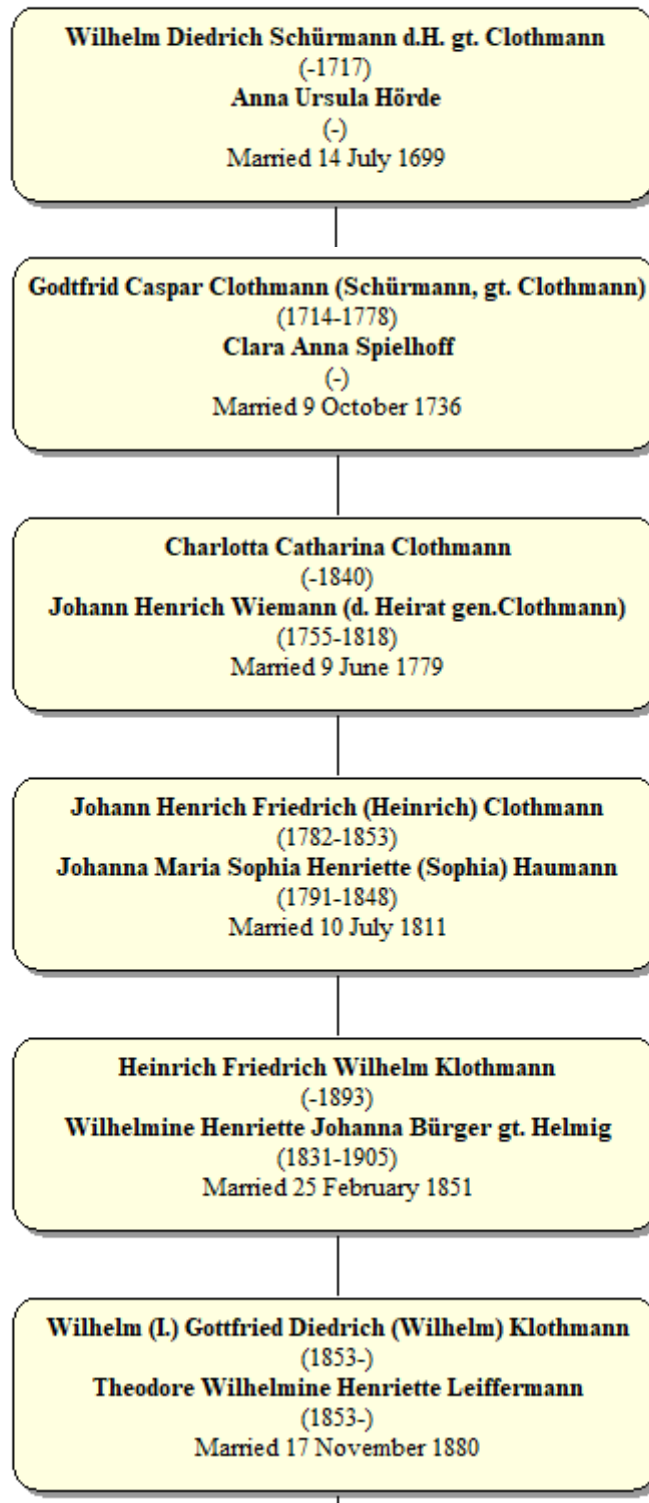 Wilhelm Diedrich Schürmann d.H. gt. Clothmann
(-1717)
Anna Ursula Hörde
(-)
Married 14 July 1699
Godtfrid Caspar Clothmann (Schürmann, gt. Clothmann)
(1714-1778)
Clara Anna Spielhoff
(-)
Married 9 October 1736
Charlotta Catharina Clothmann
(-1840)
Johann Henrich Wiemann (d. Heirat gen.Clothmann)
(1755-1818)
Married 9 June 1779
Johann Henrich Friedrich (Heinrich) Clothmann
(1782-1853)
Johanna Maria Sophia Henriette (Sophia) Haumann
(1791-1848)
Married 10 July 1811
Heinrich Friedrich Wilhelm Klothmann
(-1893)
Wilhelmine Henriette Johanna Bürger gt. Helmig
(1831-1905)
Married 25 February 1851
Wilhelm (I.) Gottfried Diedrich (Wilhelm) Klothmann
(1853-)
Theodore Wilhelmine Henriette Leiffermann
(1853-)
Married 17 November 1880